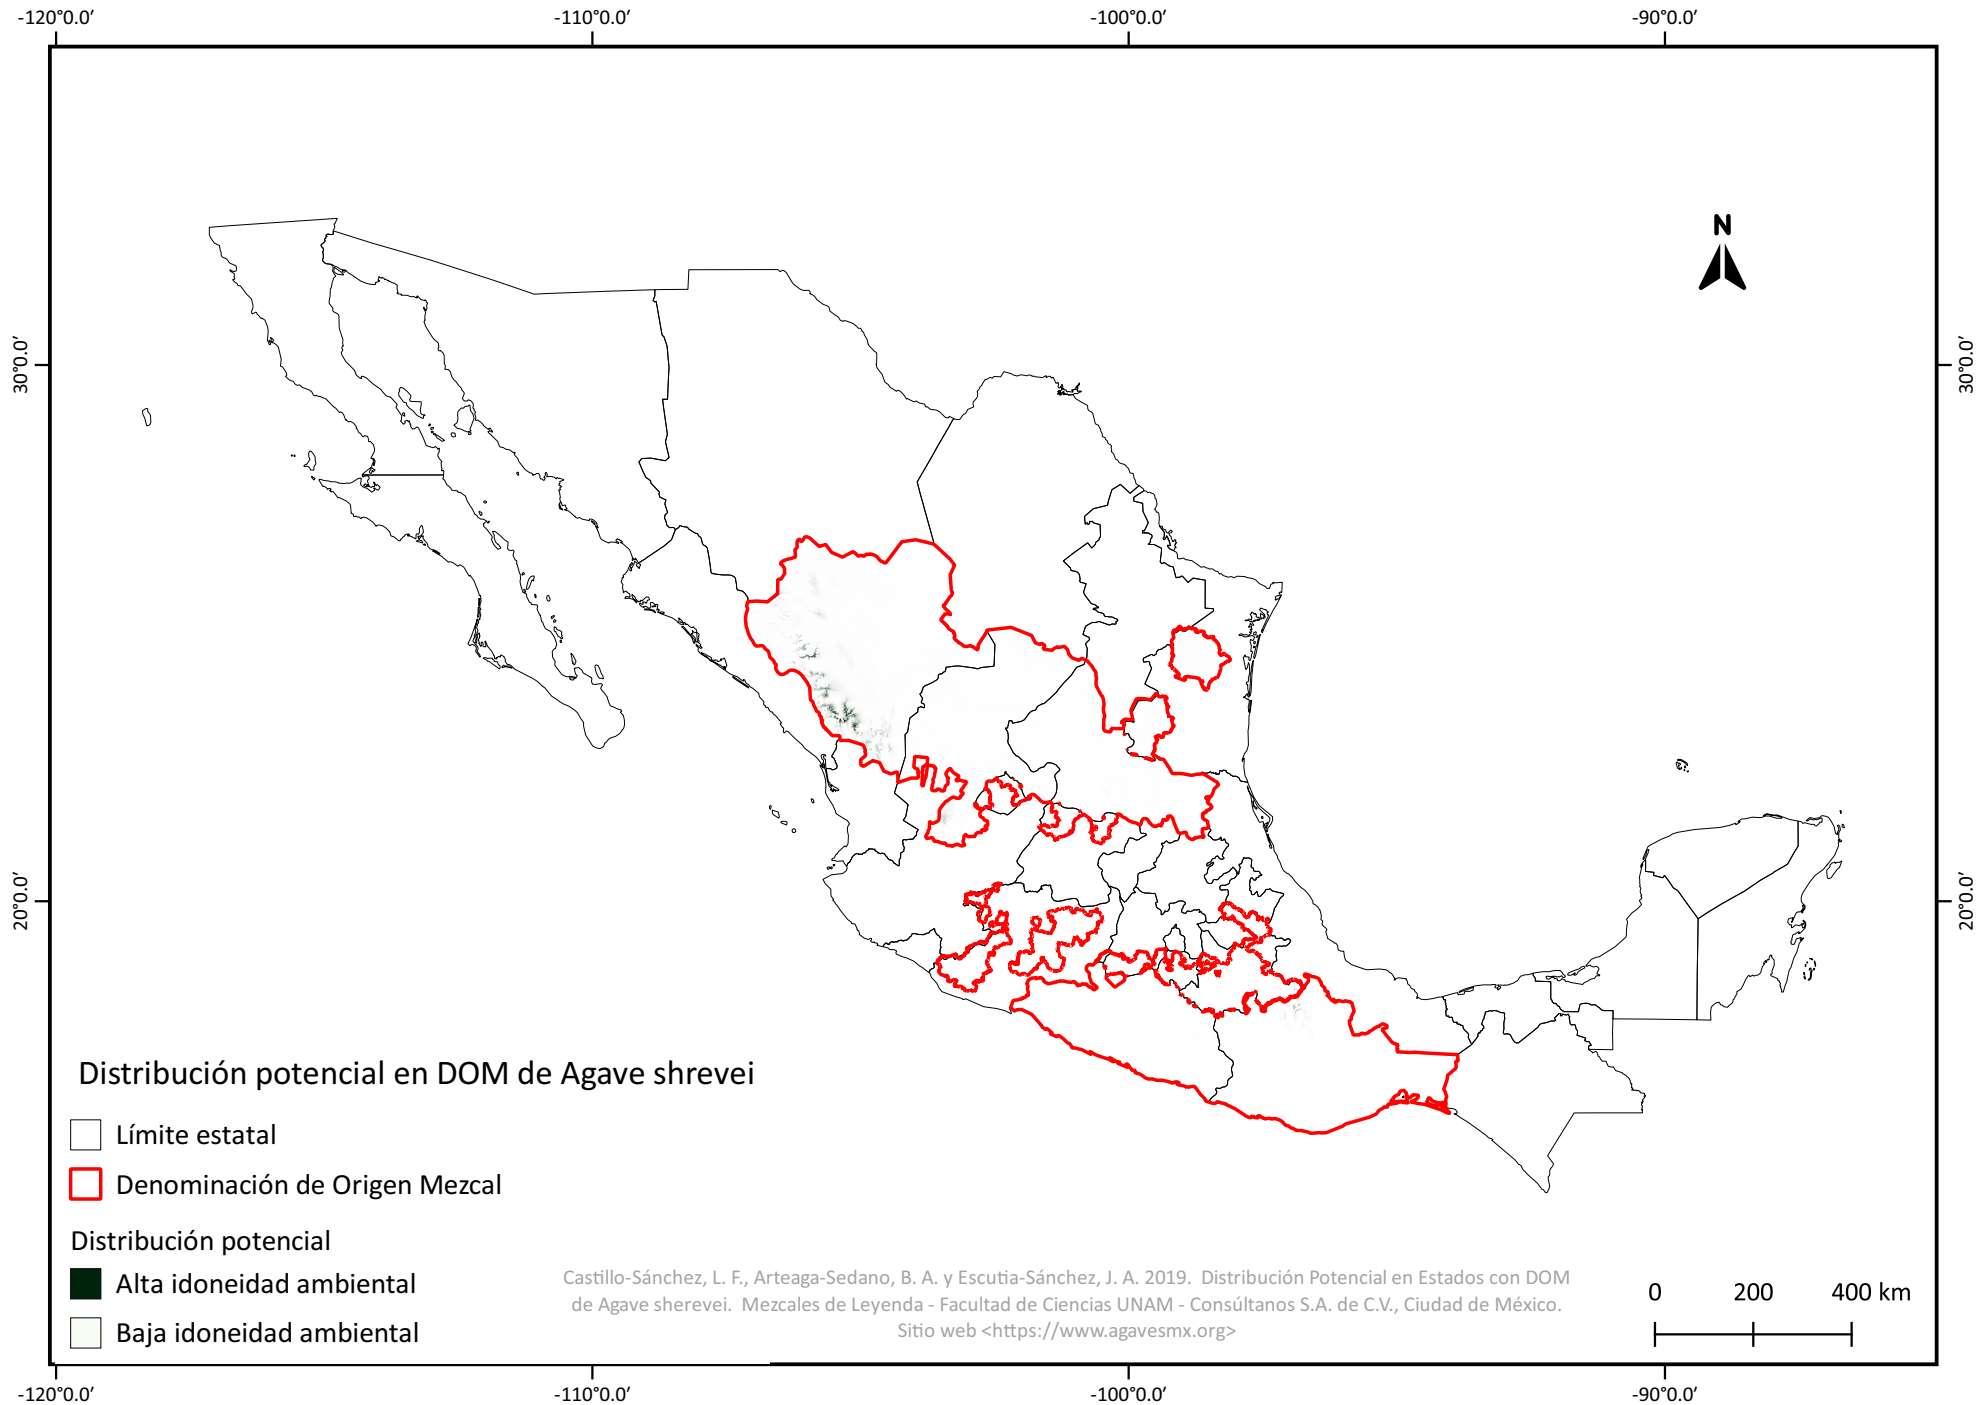 -120°0.0′
-110°0.0′
-100°0.0′
-90°0.0′
N
30°0.0′
30°0.0′
20°0.0′
20°0.0′
Distribución potencial en DOM de Agave shrevei
Límite estatal
Denominación de Origen Mezcal
Distribución potencial
Alta idoneidad ambiental
Baja idoneidad ambiental
Castillo-Sánchez, L. F., Arteaga-Sedano, B. A. y Escutia-Sánchez, J. A. 2019. Distribución Potencial en Estados con DOM
de Agave sherevei. Mezcales de Leyenda - Facultad de Ciencias UNAM - Consúltanos S.A. de C.V., Ciudad de México.
Sitio web <https://www.agavesmx.org>
0 200 400 km
-120°0.0′
-110°0.0′
-100°0.0′
-90°0.0′